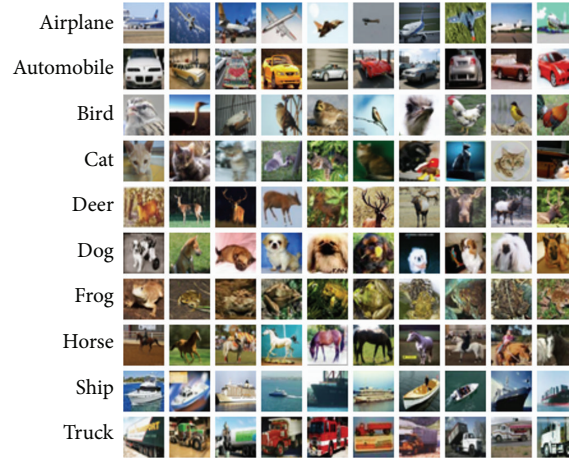 Airplane
Automobile
Bird
Cat
Deer
Dog
Frog
Horse
Ship
Truck